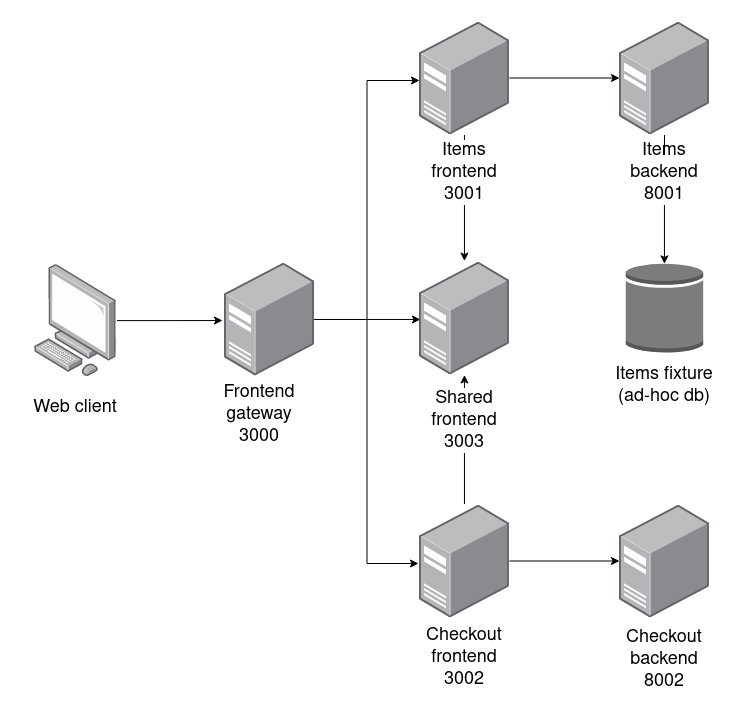 Items
frontend
3001
Items
backend
8001
Web client
Frontend
gateway
3000
Shared
frontend
3003
Items fixture
(ad-hoc db)
Checkout
frontend
3002
Checkout
backend
8002